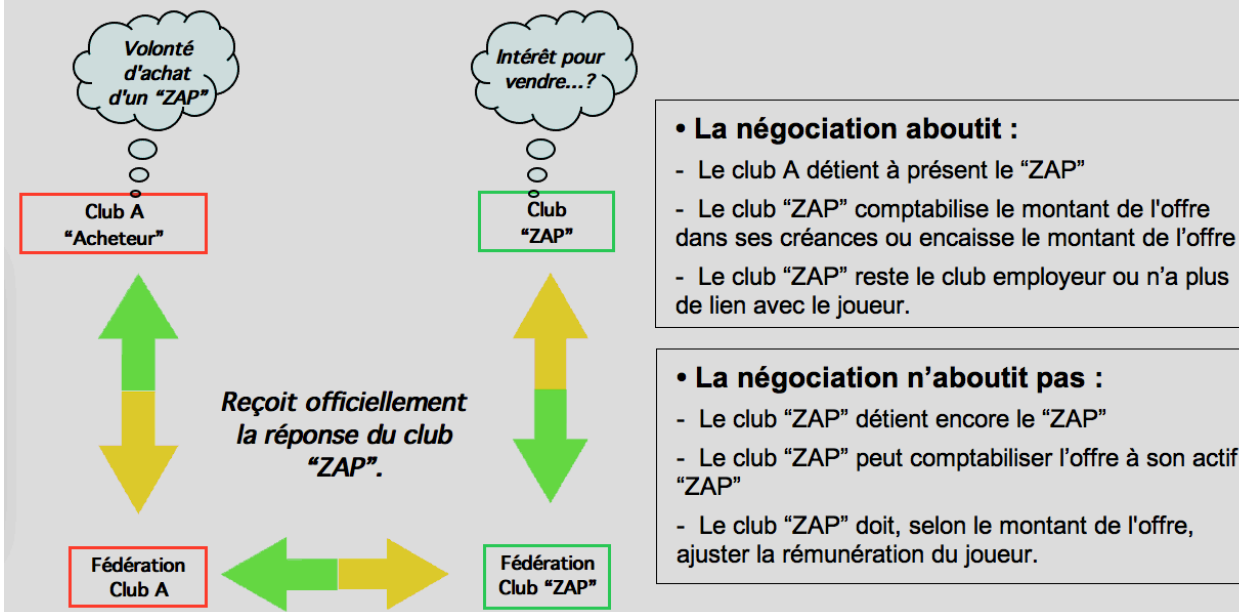 Volonté
d'achat
d'un “ZAP”
Intérêt pour
vendre...?
Club A
“Acheteur”
Club
“ZAP”
Reçoit officiellement
la réponse du club
“ZAP”.
Fédération
Club A
Fédération
Club “ZAP”
• La négociation aboutit :
- Le club A détient à présent le “ZAP”
- Le club “ZAP” comptabilise le montant de l'offre
dans ses créances ou encaisse le montant de l’offre
- Le club “ZAP” reste le club employeur ou n’a plus
de lien avec le joueur.
• La négociation n’aboutit pas :
- Le club “ZAP” détient encore le “ZAP”
- Le club “ZAP” peut comptabiliser l’offre à son actif
“ZAP”
- Le club “ZAP” doit, selon le montant de l'offre,
ajuster la rémunération du joueur.